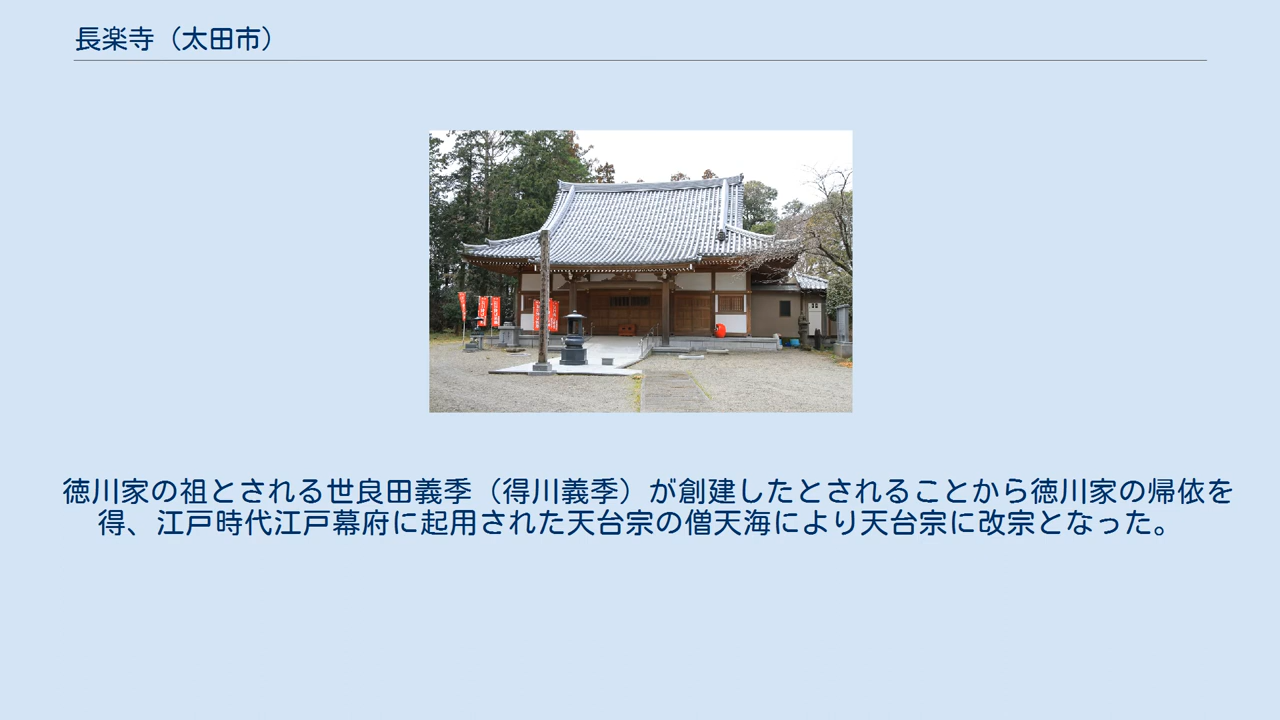 長楽寺（太田市）
徳川家の祖とされる世良田義季（得川義季）が創建したとされることから徳川家の帰依を
得、江戸時代江戸幕府に起用された天台宗の僧天海により天台宗に改宗となった。